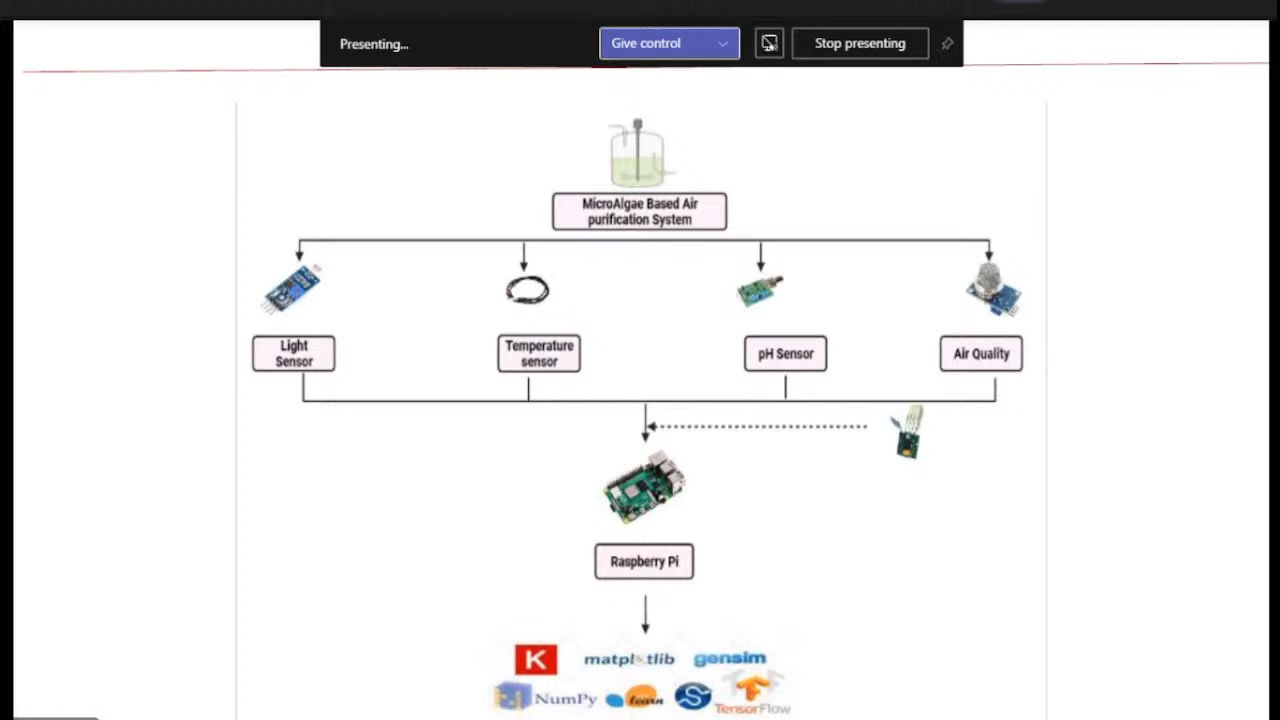 Presenting...
Give control
Stop presenting
MicroAlgae Based Air
purification System
Light
Sensor
Temperature
sensor
pH Sensor
Air Quality
Raspberry Pi
K
matplotlib
gensim
NumPy
learn
TensorFlow